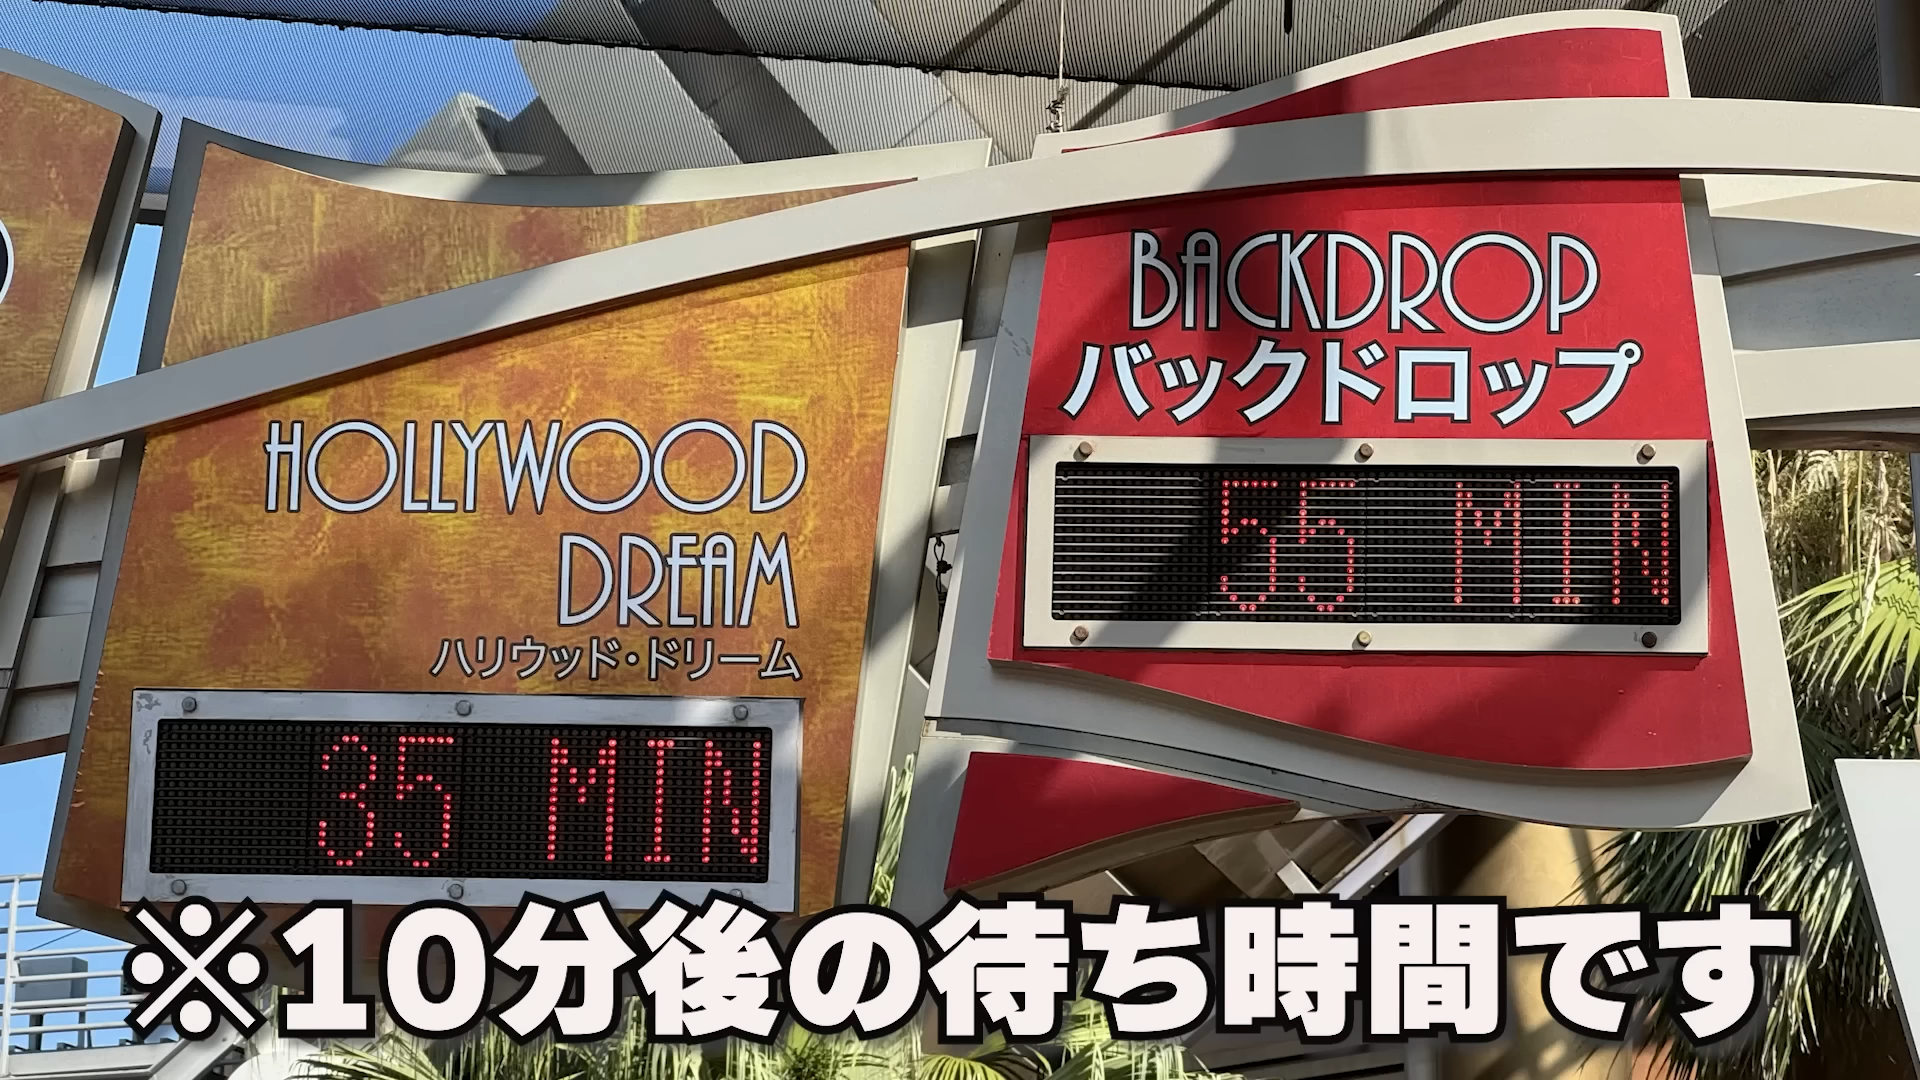 HOLLYWOOD
DREAM
ハリウッド・ドリーム
35 MIN
BACKDROP
バックドロップ
55 MIN
※10分後の待ち時間です